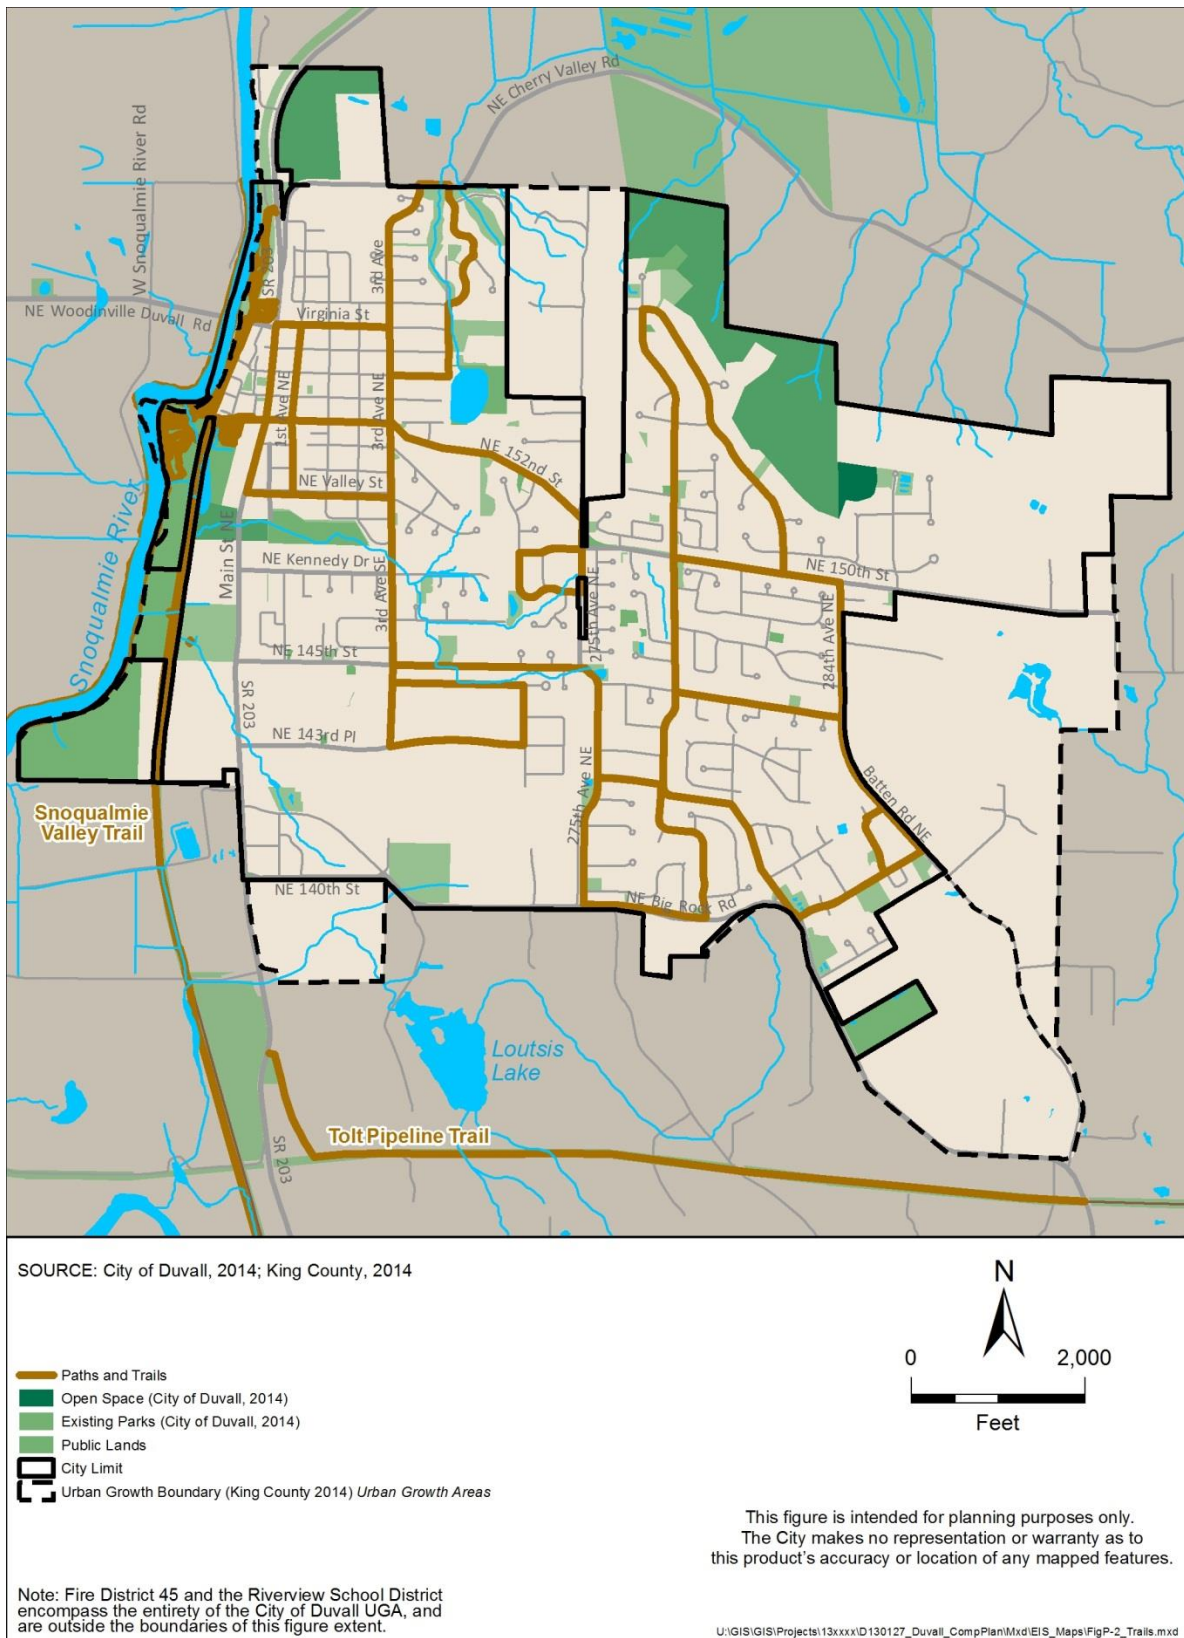 NE Cherry Valley Rd
W Snoqualmie River Rd
SR 203
3rd Ave
NE Woodinville Duvall Rd
Virginia St
1st Ave NE
3rd Ave NE
NE 152nd St
NE Valley St
Snoqualmie River
Main St NE
NE Kennedy Dr
3rd Ave SE
275th Ave NE
NE 150th St
284th Ave NE
NE 145th St
SR 203
NE 143rd Pl
275th Ave NE
Batten Rd NE
Snoqualmie
Valley Trail
NE 140th St
NE Big Rock Rd
Loutsis
Lake
Tolt Pipeline Trail
SR 203
SOURCE: City of Duvall, 2014; King County, 2014
N
0 2,000
Feet
Paths and Trails
Open Space (City of Duvall, 2014)
Existing Parks (City of Duvall, 2014)
Public Lands
City Limit
Urban Growth Boundary (King County 2014) Urban Growth Areas
This figure is intended for planning purposes only.
The City makes no representation or warranty as to
this product's accuracy or location of any mapped features.
Note: Fire District 45 and the Riverview School District
encompass the entirety of the City of Duvall UGA, and
are outside the boundaries of this figure extent.
U:\GIS\GIS\Projects\13xxxx\D130127_Duvall_CompPlan\Mxd\EIS_Maps\FigP-2_Trails.mxd